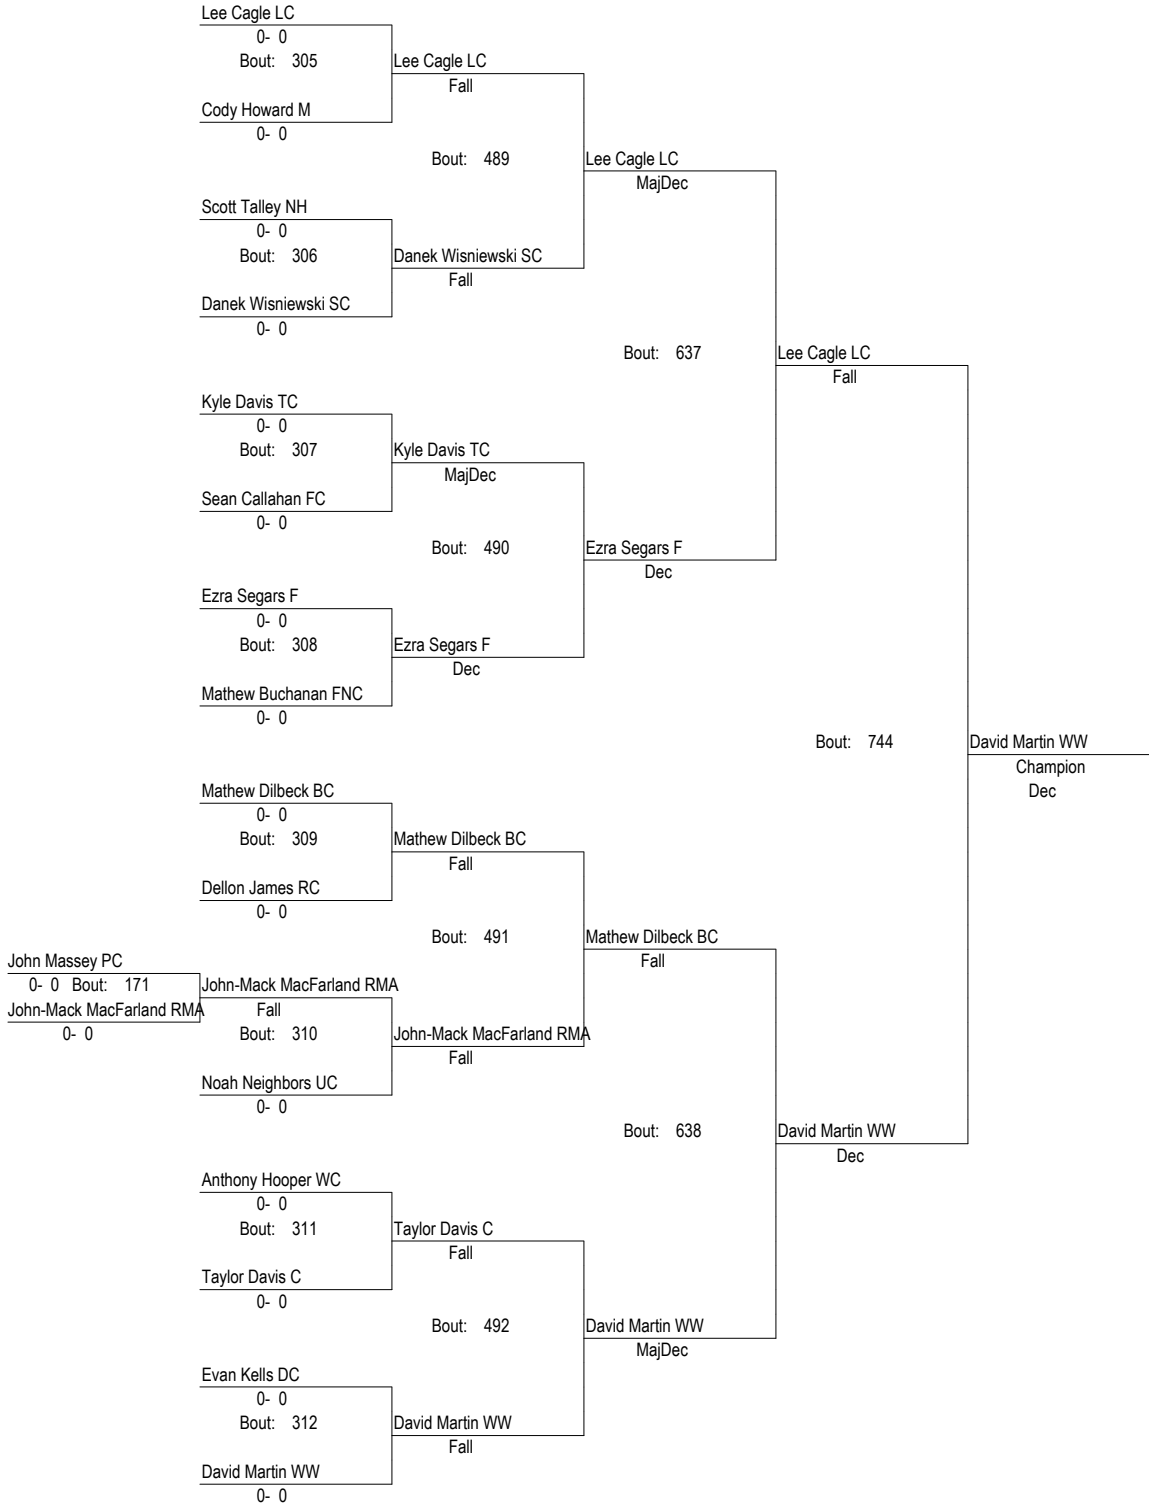 Lee Cagle LC
0- 0
Bout: 305
Lee Cagle LC
Fall
Cody Howard M
0- 0
Bout: 489
Lee Cagle LC
MajDec
Scott Talley NH
0- 0
Bout: 306
Danek Wisniewski SC
Fall
Danek Wisniewski SC
0- 0
Bout: 637
Lee Cagle LC
Fall
Kyle Davis TC
0- 0
Bout: 307
Kyle Davis TC
MajDec
Sean Callahan FC
0- 0
Bout: 490
Ezra Segars F
Dec
Ezra Segars F
0- 0
Bout: 308
Ezra Segars F
Dec
Mathew Buchanan FNC
0- 0
Bout: 744
David Martin WW
Champion
Dec
Mathew Dilbeck BC
0- 0
Bout: 309
Mathew Dilbeck BC
Fall
Dellon James RC
0- 0
Bout: 491
Mathew Dilbeck BC
Fall
John Massey PC
0- 0 Bout: 171
John-Mack MacFarland RMA
John-Mack MacFarland RMA
Fall
0- 0
Bout: 310
John-Mack MacFarland RMA
Fall
Noah Neighbors UC
0- 0
Bout: 638
David Martin WW
Dec
Anthony Hooper WC
0- 0
Bout: 311
Taylor Davis C
Fall
Taylor Davis C
0- 0
Bout: 492
David Martin WW
MajDec
Evan Kells DC
0- 0
Bout: 312
David Martin WW
Fall
David Martin WW
0- 0